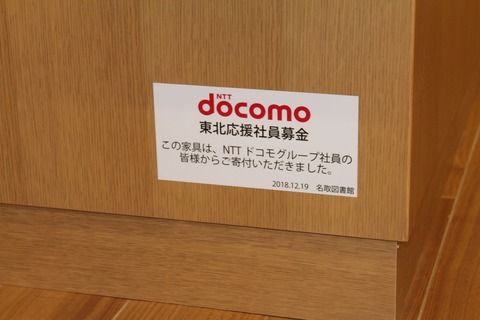 NTT
döcomo
東北応援社員募金
この家具は、NTT ドコモグループ社員の
皆様からご寄付いただきました。
2018.12.19 名取図書館